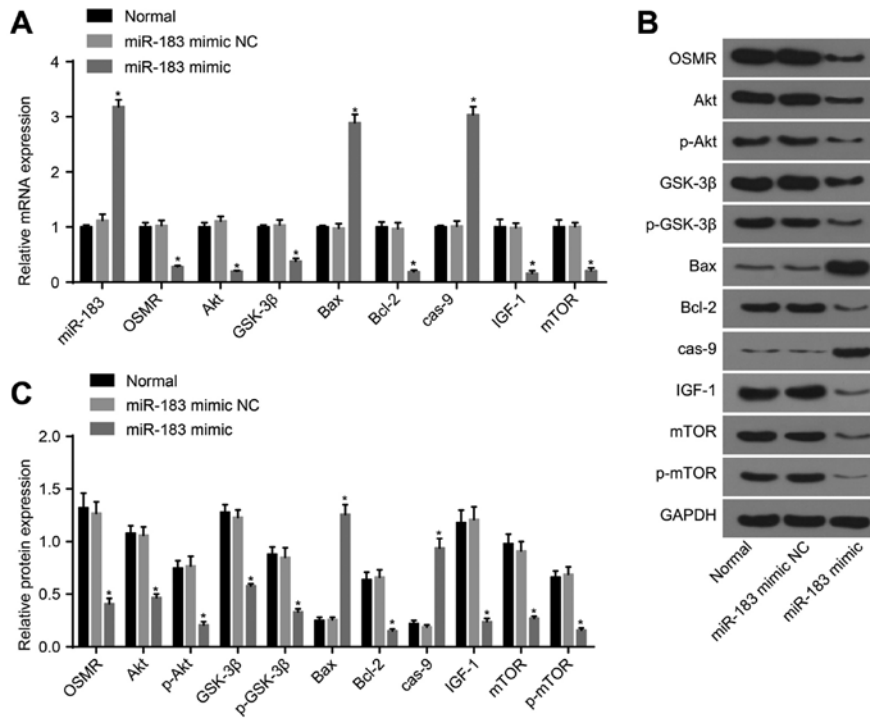 A
Normal
miR-183 mimic NC
miR-183 mimic
Relative mRNA expression
4
3
2
1
0
* * * * * * * * *
miR-183 OSMR Akt GSK-3β Bax Bcl-2 cas-9 IGF-1 mTOR
B
OSMR
Akt
p-Akt
GSK-3β
p-GSK-3β
Bax
Bcl-2
cas-9
IGF-1
mTOR
p-mTOR
GAPDH
Normal miR-183 mimic NC miR-183 mimic
C
Normal
miR-183 mimic NC
miR-183 mimic
Relative protein expression
2.0
1.5
1.0
0.5
0.0
* * * * * * * * * * *
OSMR Akt p-Akt GSK-3β p-GSK-3β Bax Bcl-2 cas-9 IGF-1 mTOR p-mTOR